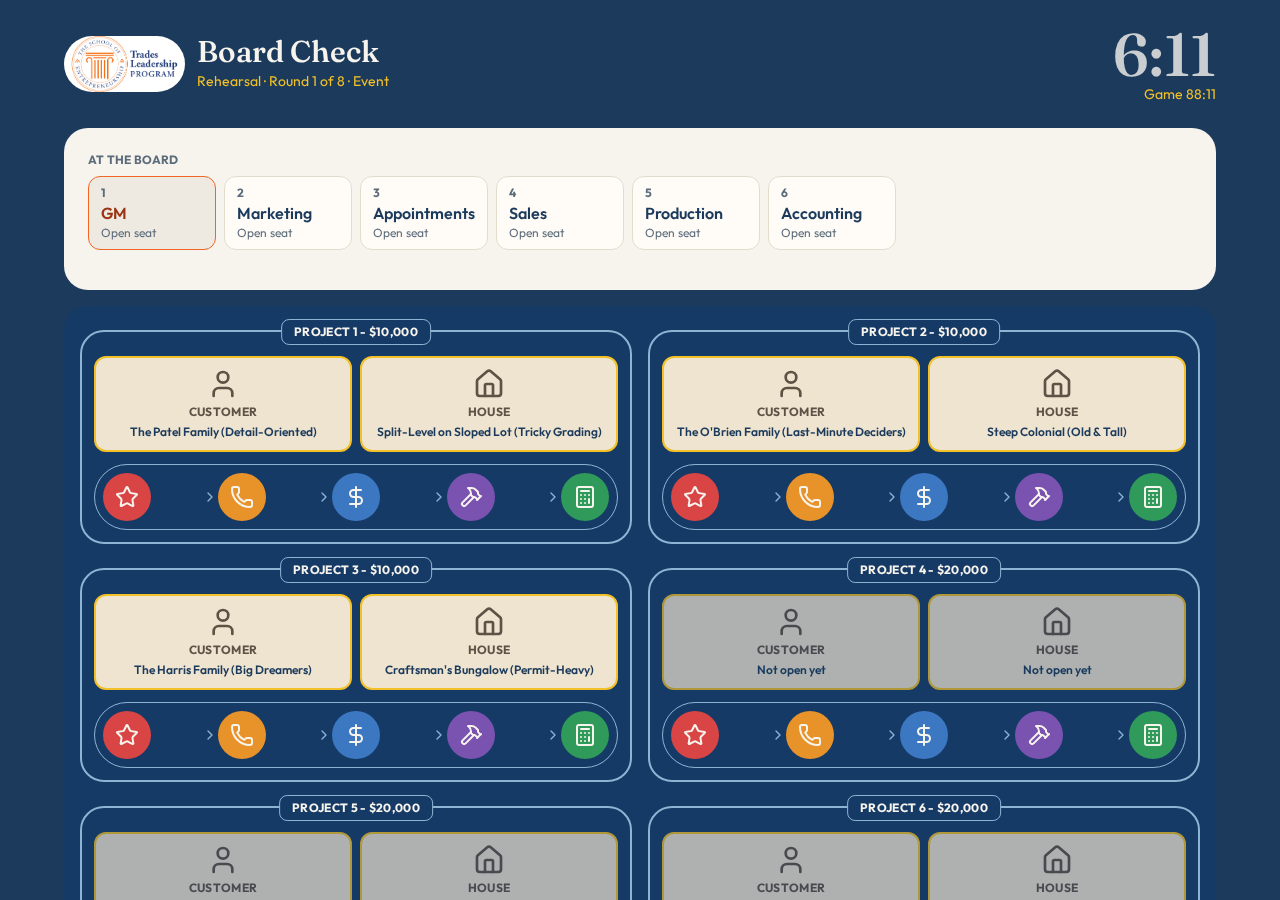 THE SCHOOL OF
ENTREPRENEURSHIP
Trades
Leadership
PROGRAM
Board Check
Rehearsal · Round 1 of 8 · Event
6:11
Game 88:11
AT THE BOARD
1
GM
Open seat
2
Marketing
Open seat
3
Appointments
Open seat
4
Sales
Open seat
5
Production
Open seat
6
Accounting
Open seat
PROJECT 1 - $10,000
CUSTOMER
The Patel Family (Detail-Oriented)
HOUSE
Split-Level on Sloped Lot (Tricky Grading)
PROJECT 2 - $10,000
CUSTOMER
The O'Brien Family (Last-Minute Deciders)
HOUSE
Steep Colonial (Old & Tall)
PROJECT 3 - $10,000
CUSTOMER
The Harris Family (Big Dreamers)
HOUSE
Craftsman's Bungalow (Permit-Heavy)
PROJECT 4 - $20,000
CUSTOMER
Not open yet
HOUSE
Not open yet
PROJECT 5 - $20,000
CUSTOMER
HOUSE
PROJECT 6 - $20,000
CUSTOMER
HOUSE